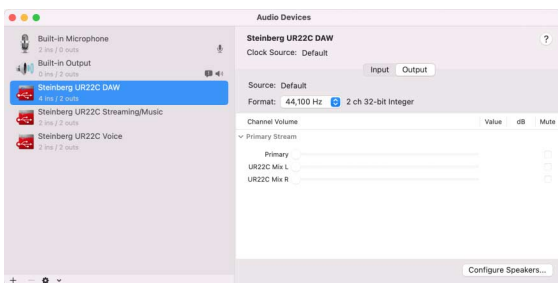 Audio Devices
Built-in Microphone
2 ins / 0 outs
Built-in Output
0 ins / 2 outs
Steinberg UR22C DAW
4 ins / 2 outs
Steinberg UR22C Streaming/Music
2 ins / 2 outs
Steinberg UR22C Voice
2 ins / 2 outs
+ −
Steinberg UR22C DAW
?
Clock Source: Default
Input Output
Source: Default
Format: 44,100 Hz 2 ch 32-bit Integer
Channel Volume Value dB Mute
Primary Stream
Primary
UR22C Mix L
UR22C Mix R
Configure Speakers...